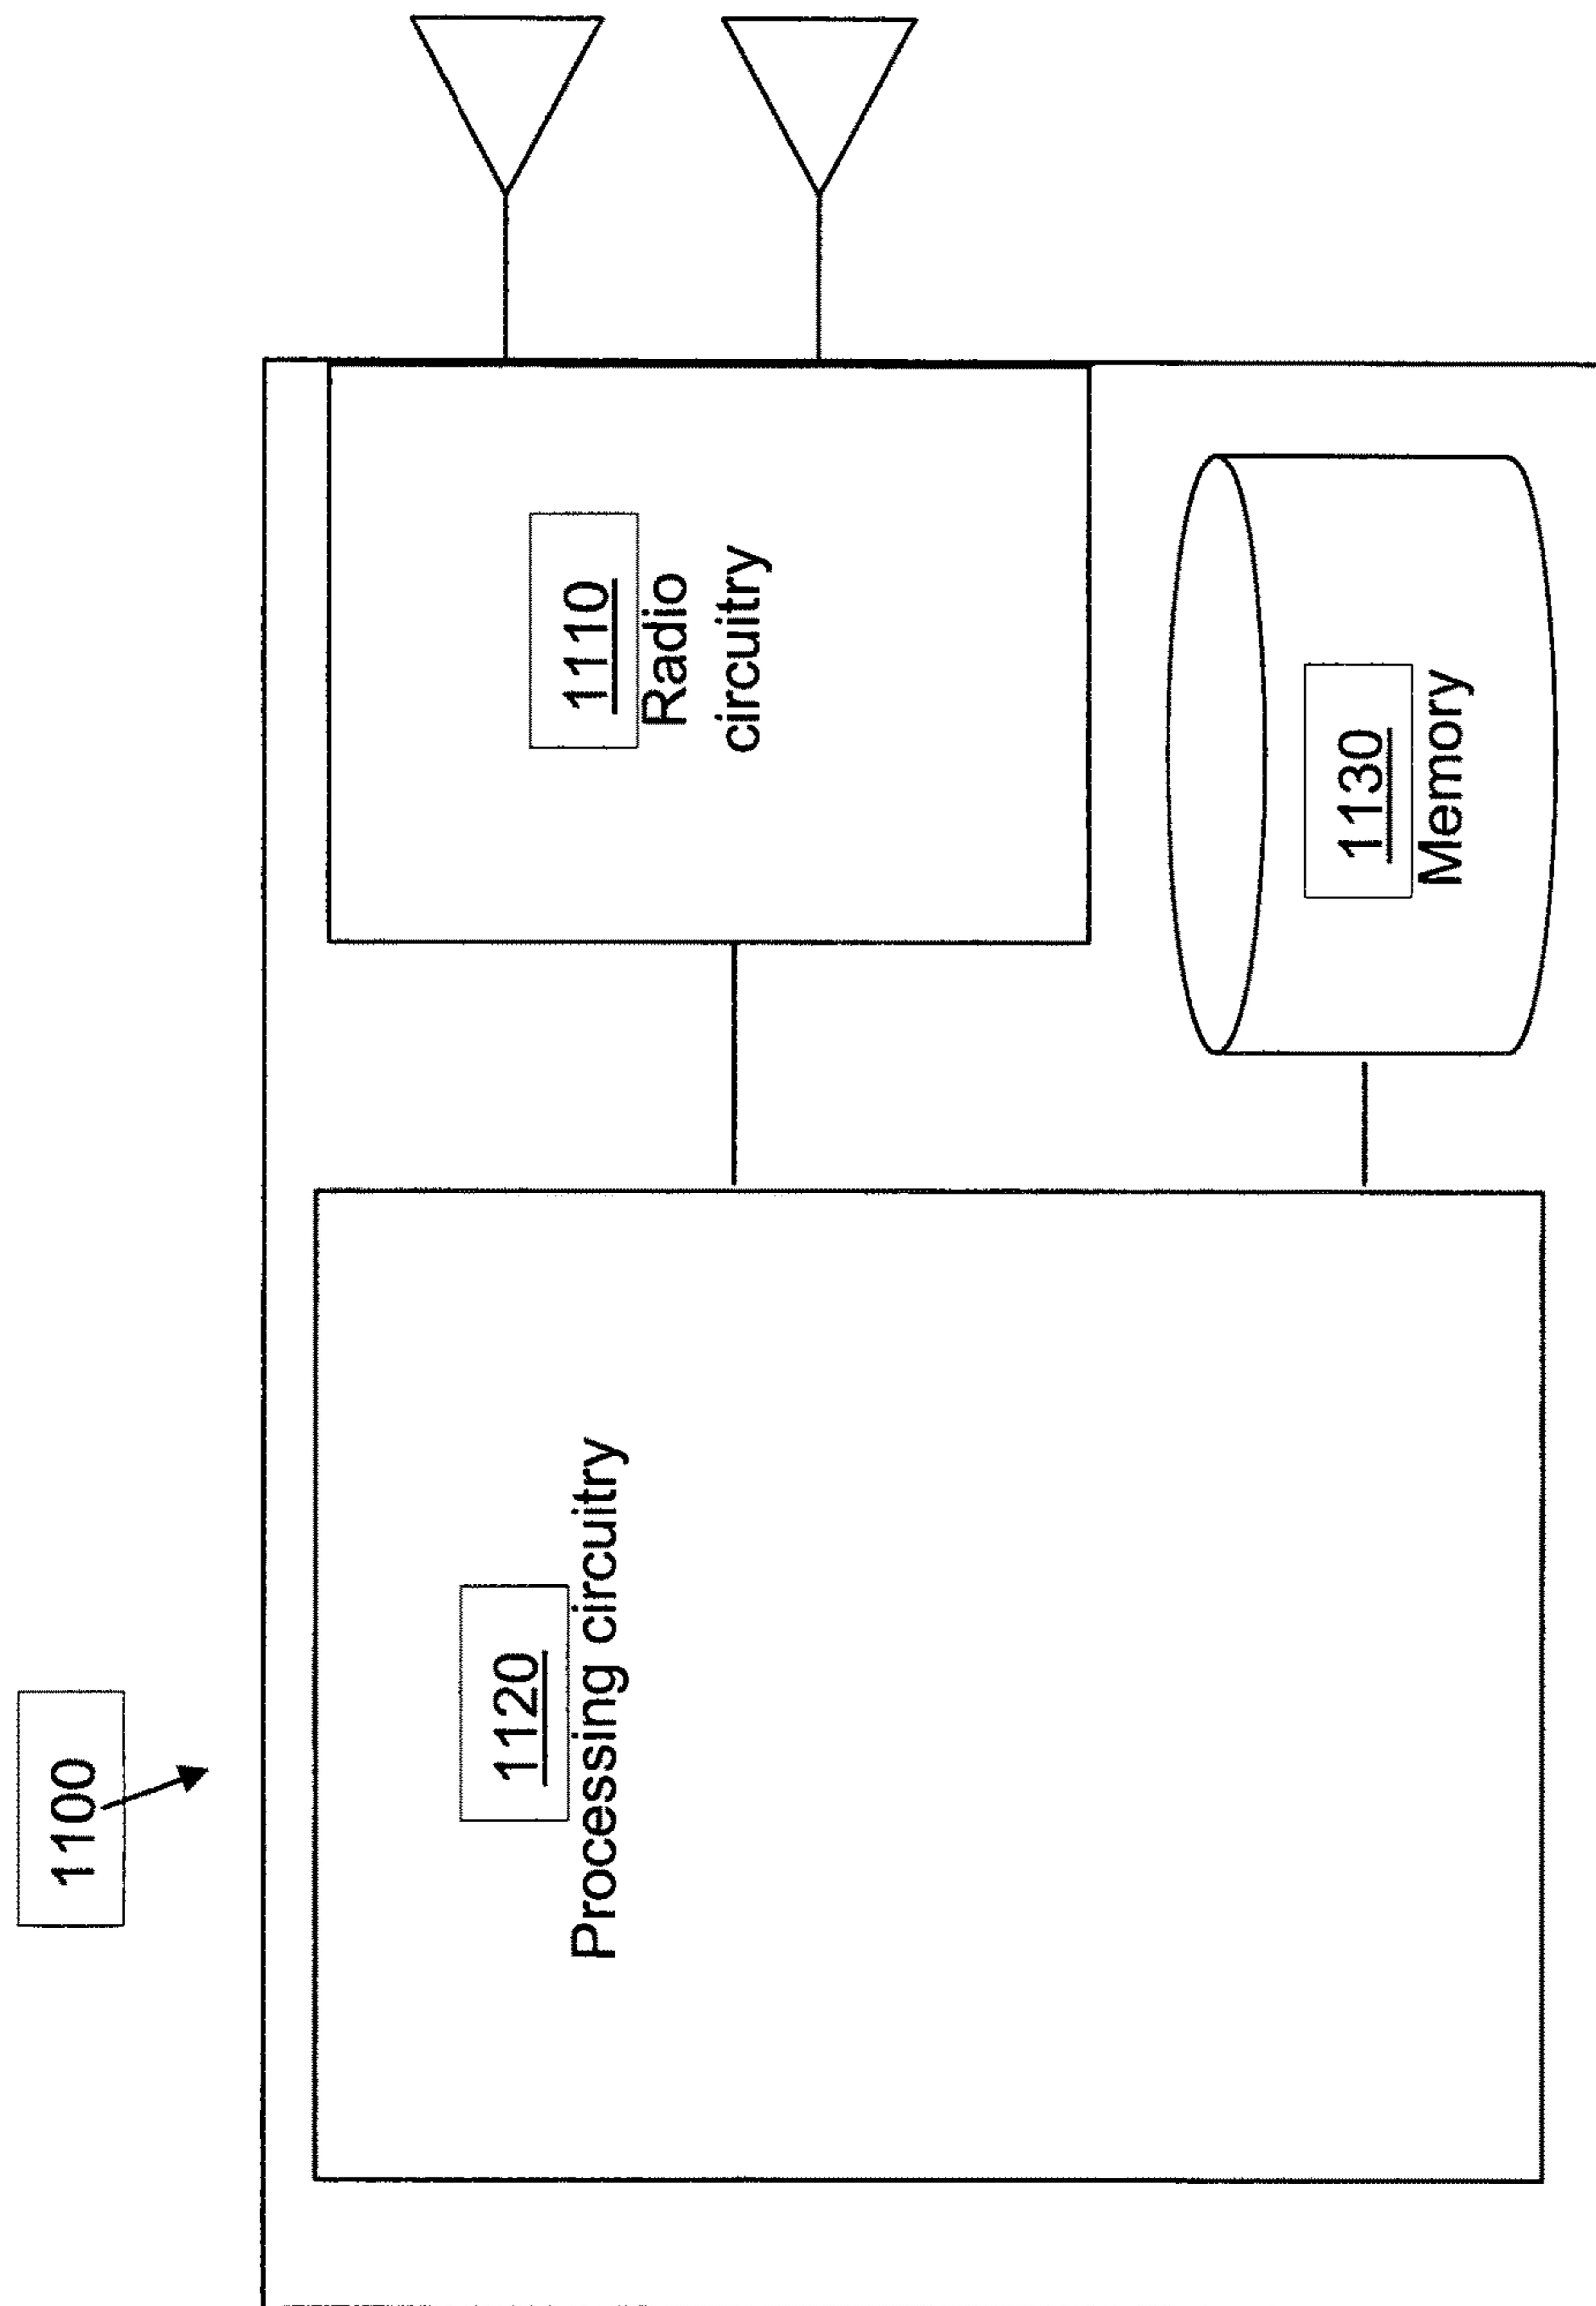 1100
1120
Processing circuitry
1110
Radio
circuitry
1130
Memory